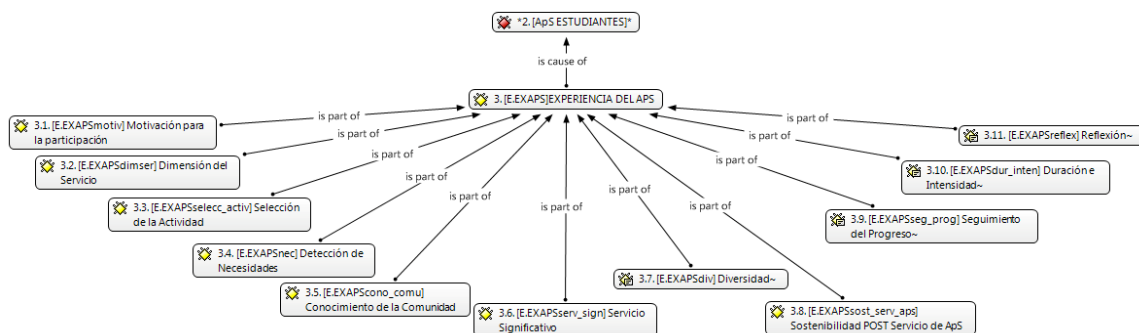 *2. [ApS ESTUDIANTES]*
is cause of
3. [E.EXAPS]EXPERIENCIA DEL APS
is part of
3.1. [E.EXAPSmotiv] Motivación para
la participación
is part of
3.2. [E.EXAPSdimser] Dimensión del
Servicio
is part of
3.3. [E.EXAPSselecc_activ] Selección
de la Actividad
is part of
3.4. [E.EXAPSnec] Detección de
Necesidades
is part of
3.5. [E.EXAPScono_comu]
Conocimiento de la Comunidad
is part of
3.6. [E.EXAPSserv_sign] Servicio
Significativo
is part of
3.7. [E.EXAPSdiv] Diversidad~
is part of
3.8. [E.EXAPSsost_serv_aps]
Sostenibilidad POST Servicio de ApS
is part of
3.9. [E.EXAPSseg_prog] Seguimiento
del Progreso~
is part of
3.10. [E.EXAPSdur_inten] Duración e
Intensidad~
is part of
3.11. [E.EXAPSreflex] Reflexión~